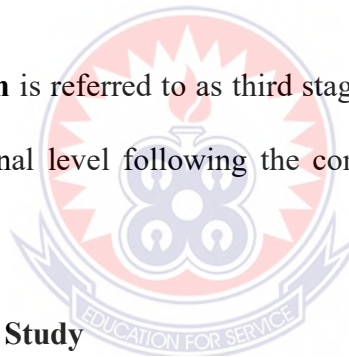 n is referred to as third stag
nal level following the con
Study
EDUCATION FOR SERVICE